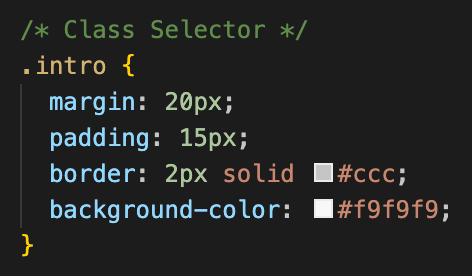 /* Class Selector */
.intro {
  margin: 20px;
  padding: 15px;
  border: 2px solid #ccc;
  background-color: #f9f9f9;
}